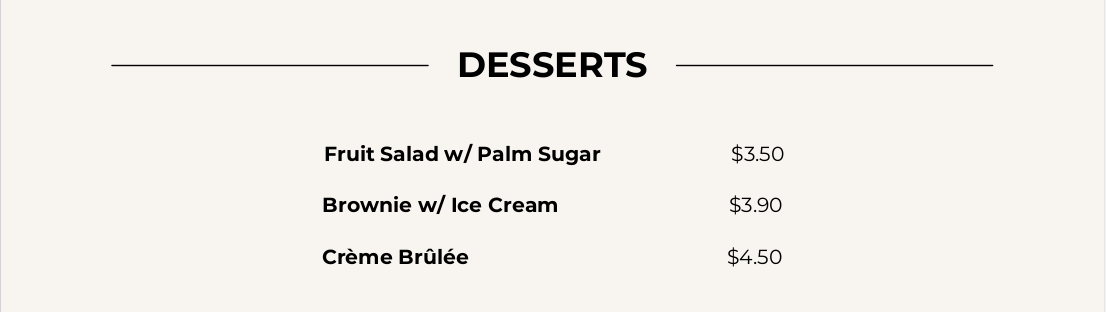 DESSERTS
Fruit Salad w/ Palm Sugar $3.50
Brownie w/ Ice Cream $3.90
Crème Brûlée $4.50